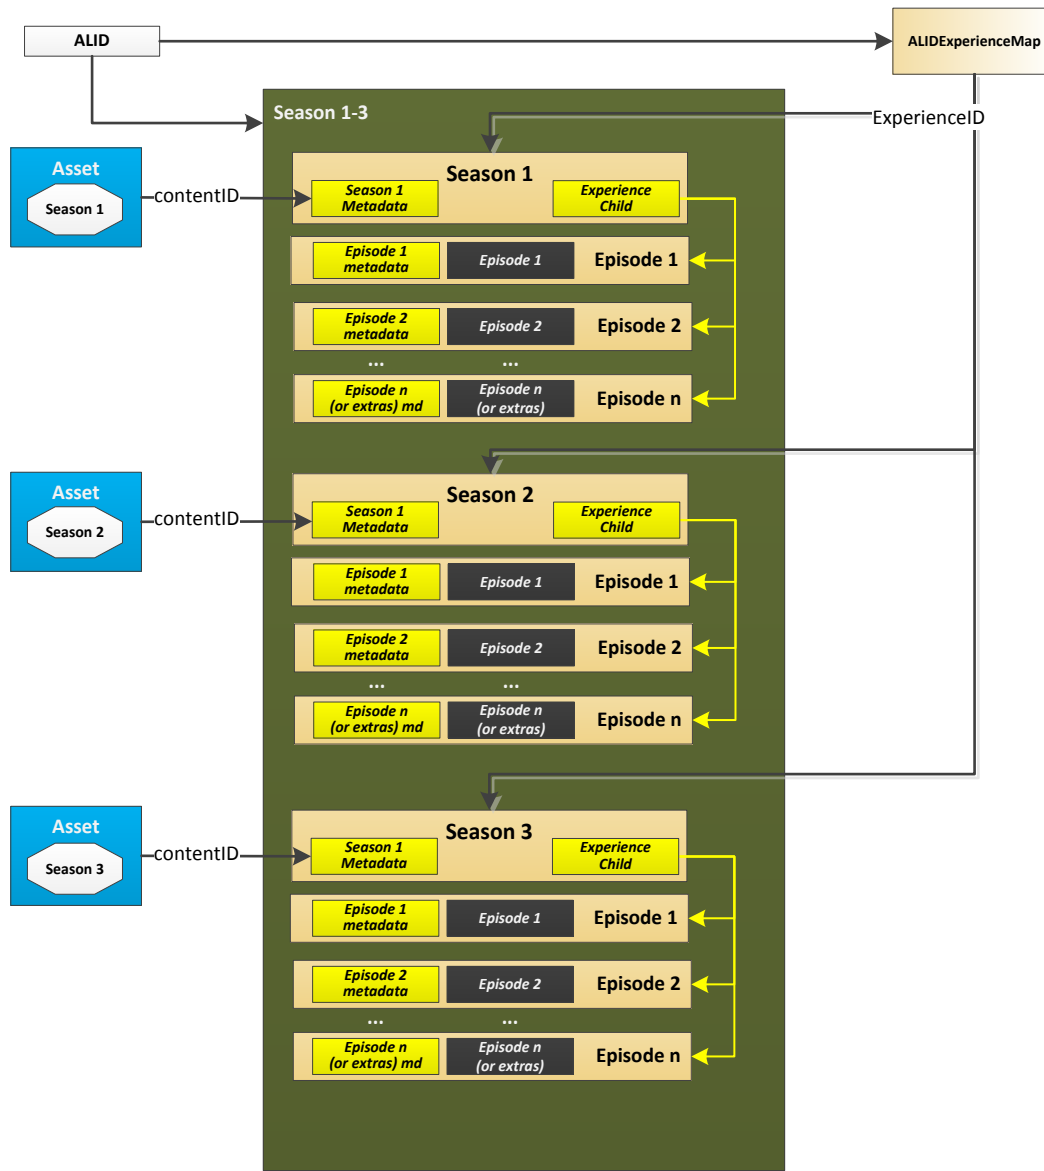 ALID
ALIDExperienceMap
Season 1-3
ExperienceID
Asset
Season 1
contentID
Season 1
Season 1
Metadata
Experience
Child
Episode 1
metadata
Episode 1
Episode 1
Episode 2
metadata
Episode 2
Episode 2
...
...
Episode n
(or extras) md
Episode n
(or extras)
Episode n
Asset
Season 2
contentID
Season 2
Season 1
Metadata
Experience
Child
Episode 1
metadata
Episode 1
Episode 1
Episode 2
metadata
Episode 2
Episode 2
...
...
Episode n
(or extras) md
Episode n
(or extras)
Episode n
Asset
Season 3
contentID
Season 3
Season 1
Metadata
Experience
Child
Episode 1
metadata
Episode 1
Episode 1
Episode 2
metadata
Episode 2
Episode 2
...
...
Episode n
(or extras) md
Episode n
(or extras)
Episode n